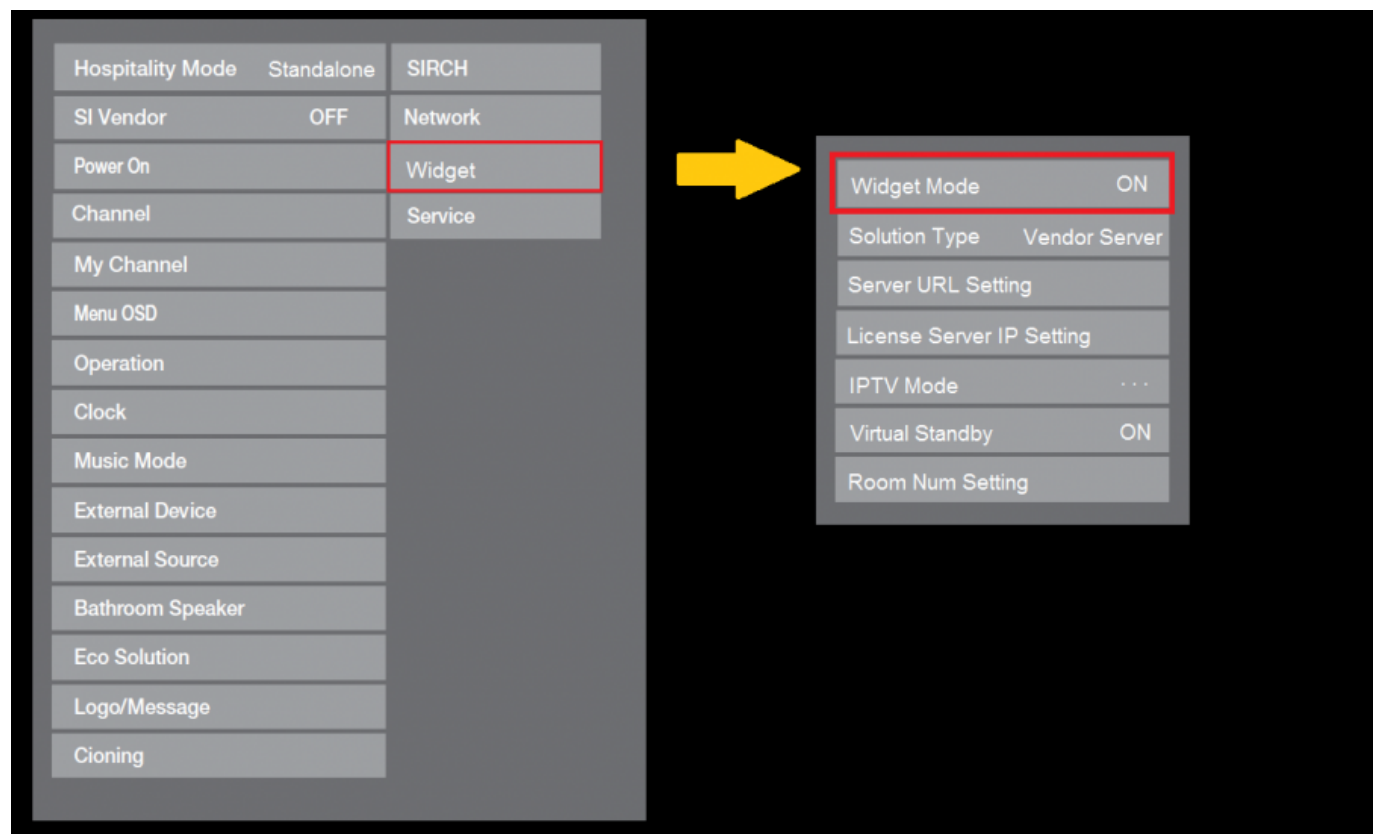 Hospitality Mode Standalone
SI Vendor OFF
Power On
Channel
My Channel
Menu OSD
Operation
Clock
Music Mode
External Device
External Source
Bathroom Speaker
Eco Solution
Logo/Message
Cioning
SIRCH
Network
Widget
Service
Widget Mode ON
Solution Type Vendor Server
Server URL Setting
License Server IP Setting
IPTV Mode ...
Virtual Standby ON
Room Num Setting